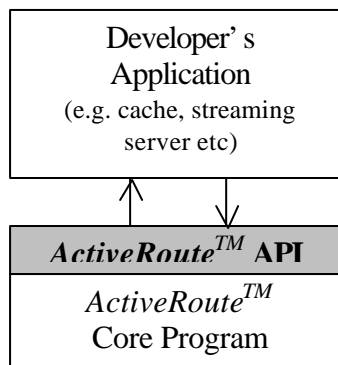 Developer's
Application
(e.g. cache, streaming
server etc)
ActiveRoute™ API
ActiveRoute™
Core Program